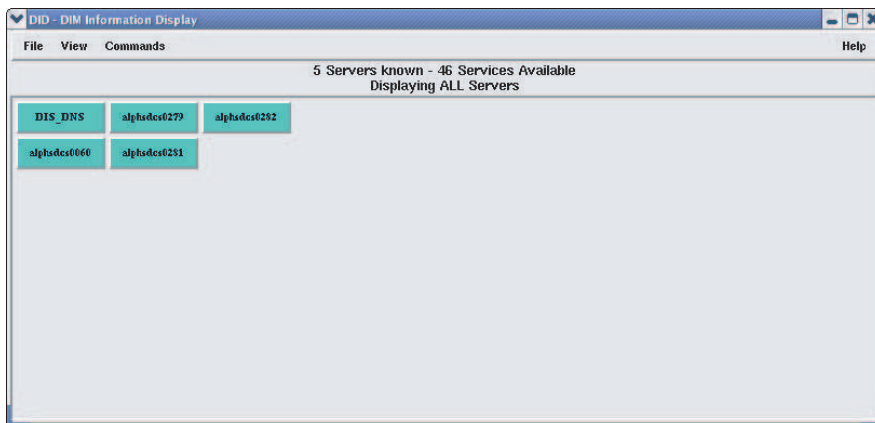 DID - DIM Information Display
File View Commands Help
5 Servers known - 46 Services Available
Displaying ALL Servers
DIS_DNS alphsdcs0279 alphsdcs0282
alphsdcs0060 alphsdcs0281